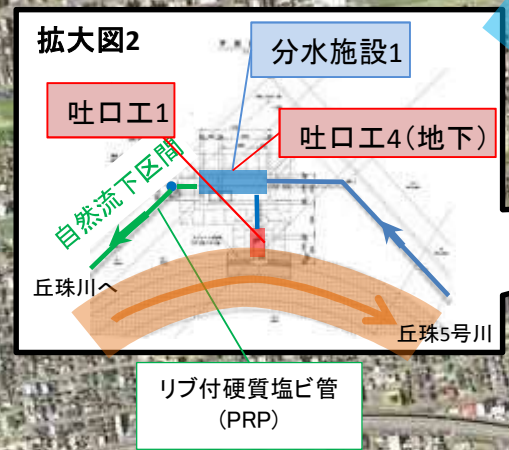 拡大図2
分水施設1
吐口工1
吐口工4(地下)
自然流下区間
丘珠川へ
丘珠5号川
リブ付硬質塩ビ管
(PRP)